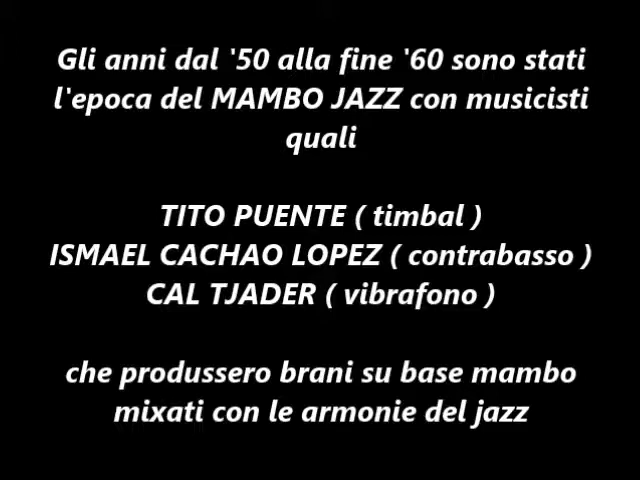 Gli anni dal '50 alla fine '60 sono stati
l'epoca del MAMBO JAZZ con musicisti
quali
TITO PUENTE ( timbal )
ISMAEL CACHAO LOPEZ ( contrabasso )
CAL TJADER ( vibrafono )
che produssero brani su base mambo
mixati con le armonie del jazz